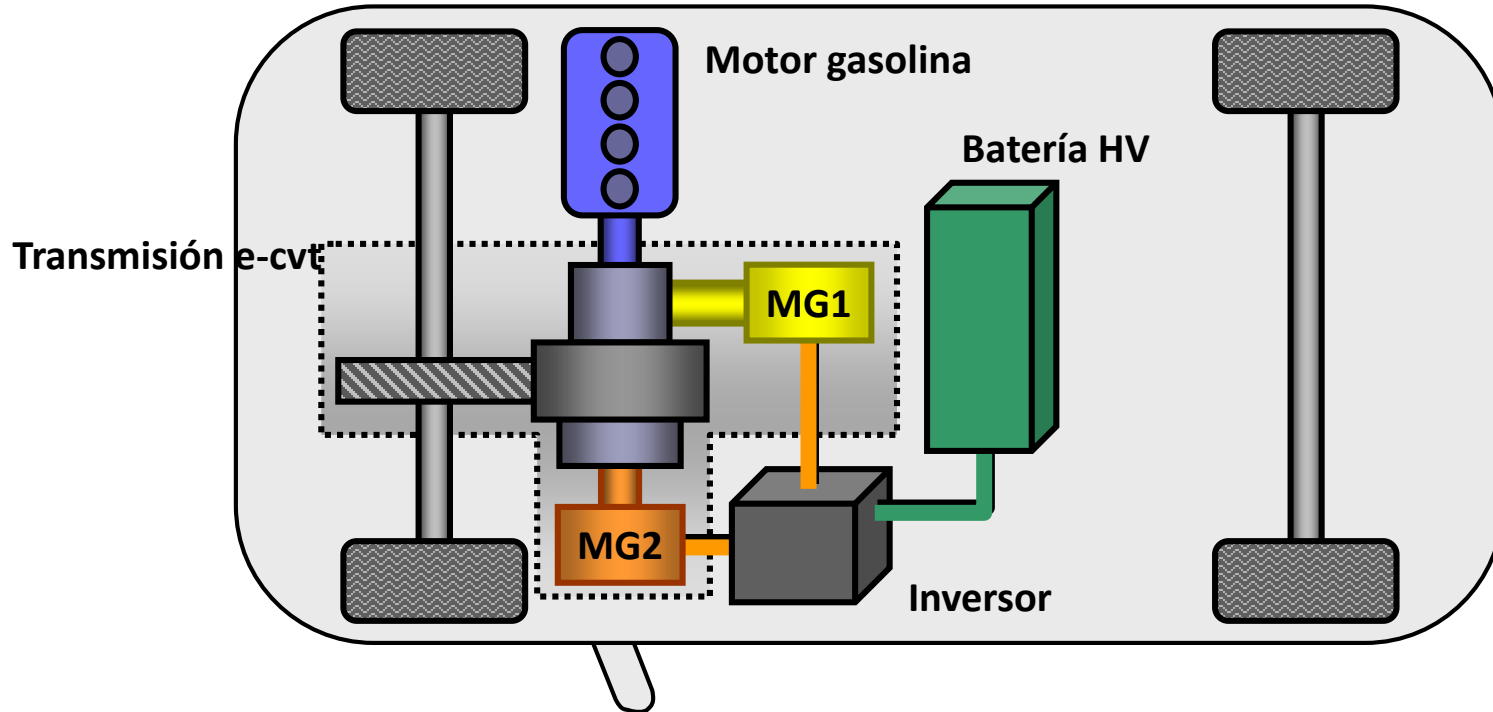 Motor gasolina
Batería HV
Transmisión e-cvt
MG1
MG2
Inversor